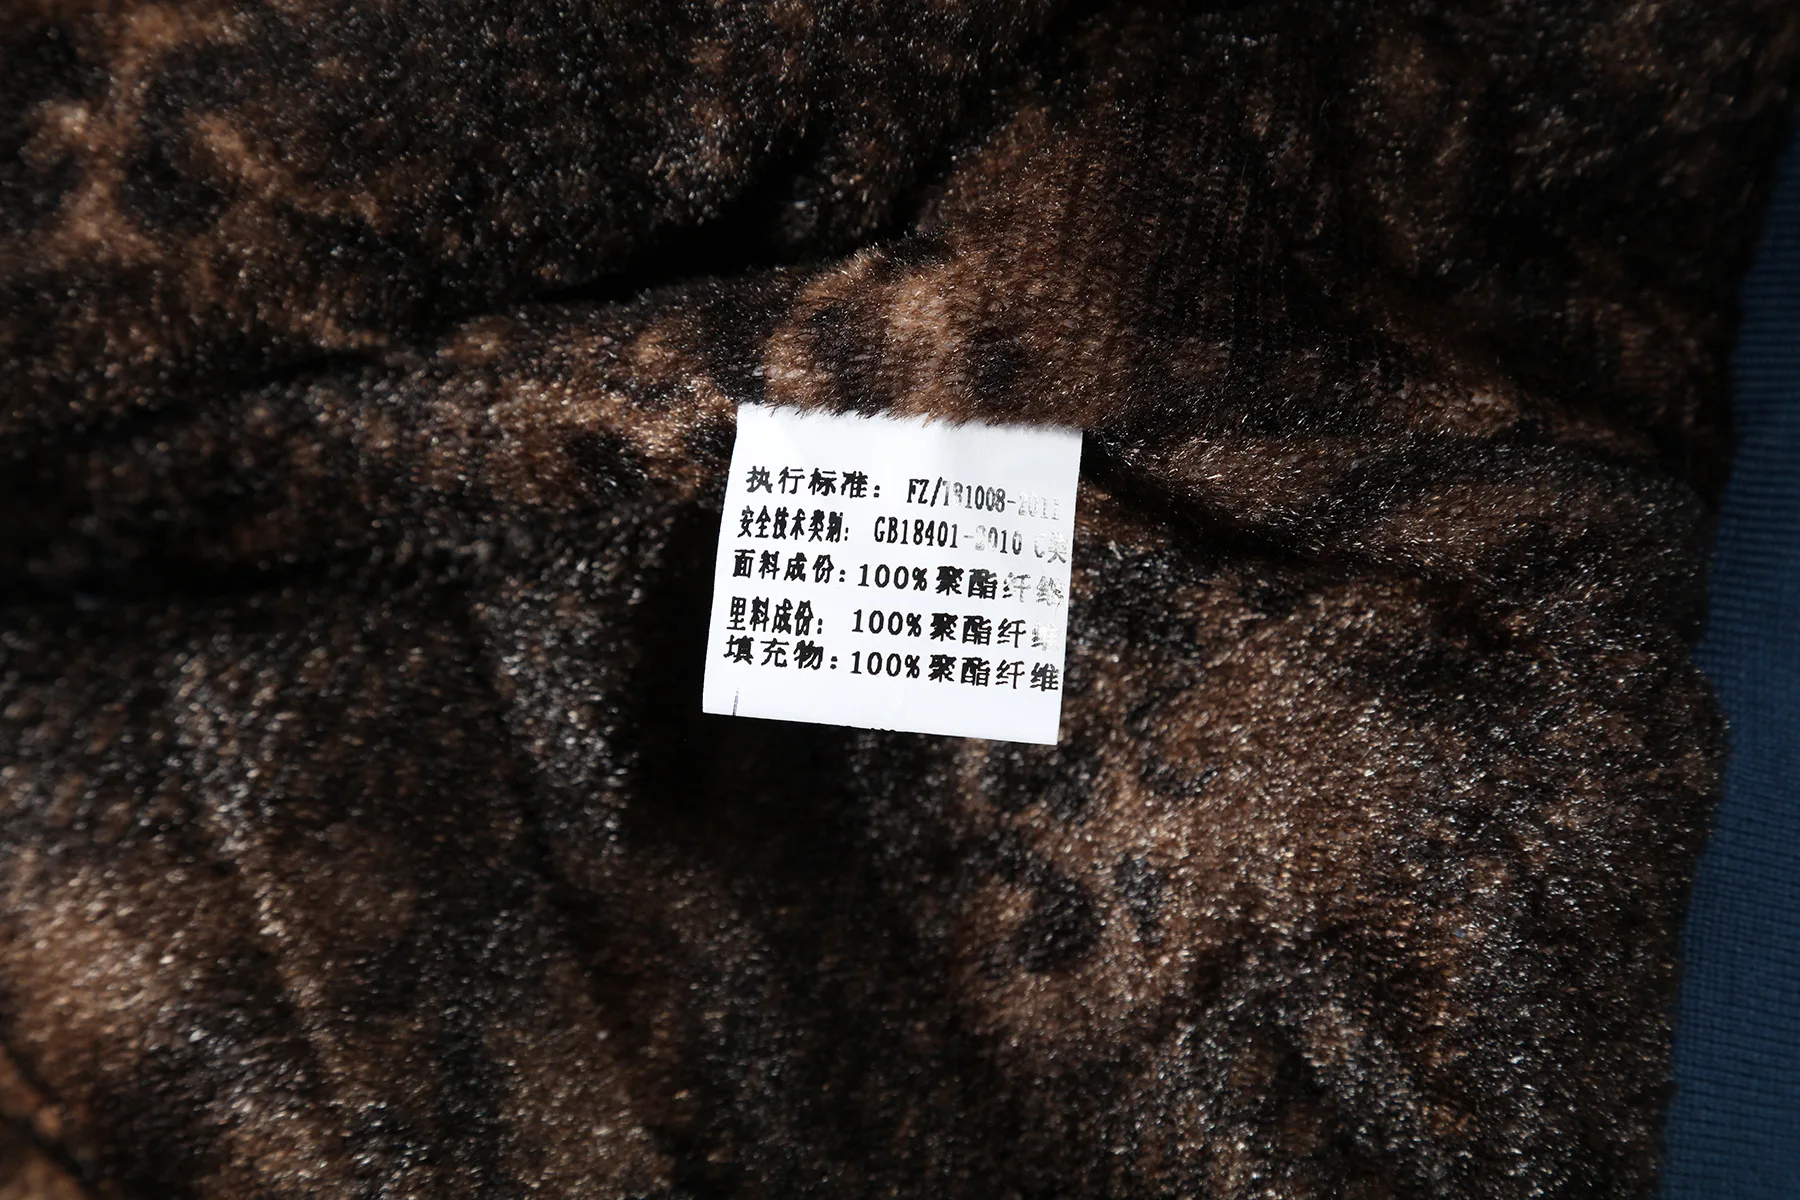 执行标准: FZ/T81008-2011
安全技术类别: GB18401-2010 C类
面料成份:100%聚酯纤维
里料成份: 100%聚酯纤维
填充物:100%聚酯纤维